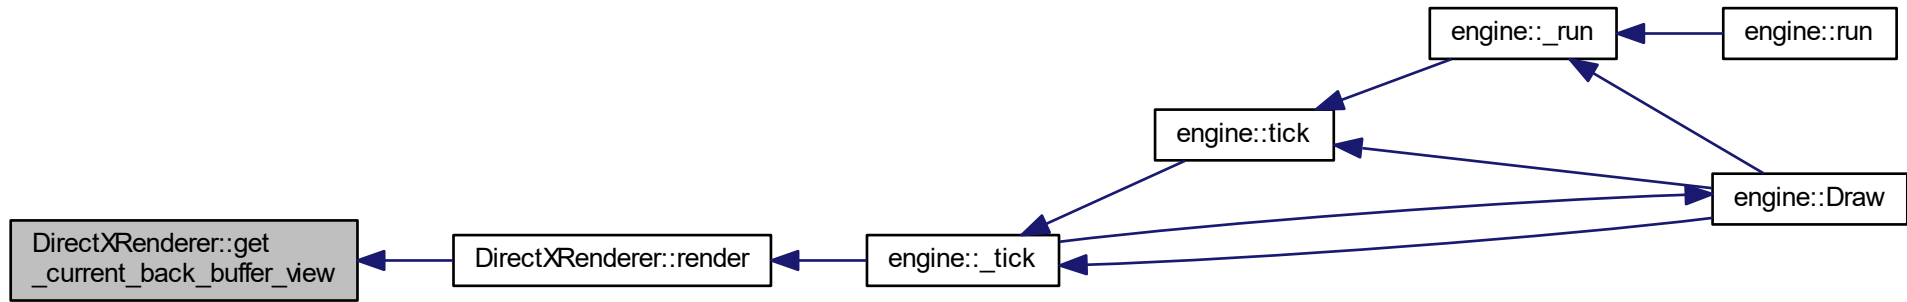 engine::_run
engine::run
engine::tick
engine::Draw
DirectXRenderer::get
_current_back_buffer_view
DirectXRenderer::render
engine::_tick